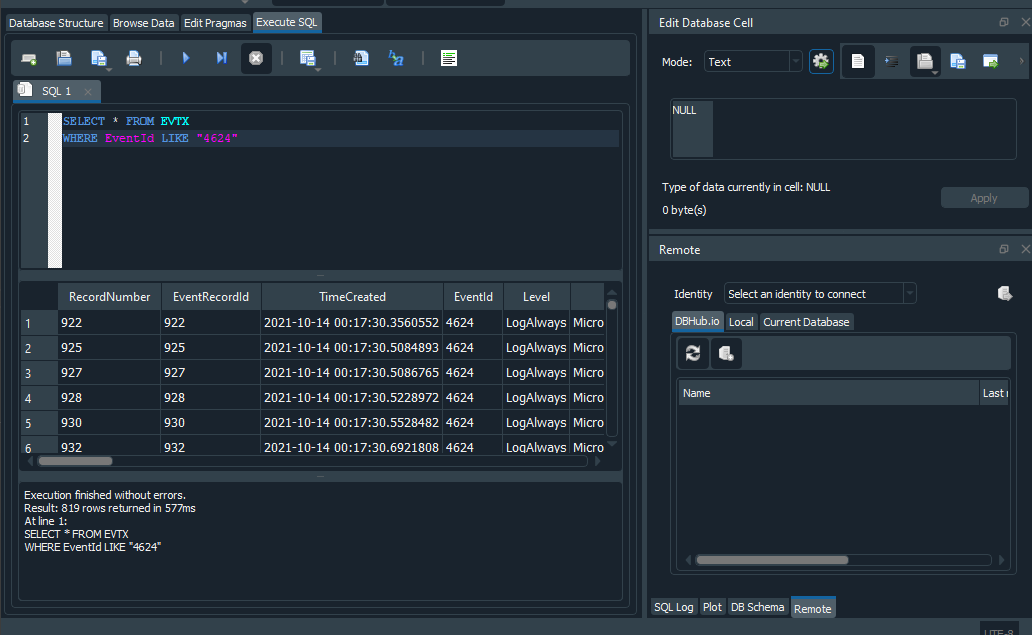 Database Structure Browse Data Edit Pragmas Execute SQL
SQL 1
1 SELECT * FROM EVTX
2 WHERE EventId LIKE "4624"
RecordNumber EventRecordId TimeCreated EventId Level
1 922 922 2021-10-14 00:17:30.3560552 4624 LogAlways Micro
2 925 925 2021-10-14 00:17:30.5084893 4624 LogAlways Micro
3 927 927 2021-10-14 00:17:30.5086765 4624 LogAlways Micro
4 928 928 2021-10-14 00:17:30.5228972 4624 LogAlways Micro
5 930 930 2021-10-14 00:17:30.5528482 4624 LogAlways Micro
6 932 932 2021-10-14 00:17:30.6921808 4624 LogAlways Micro
Execution finished without errors.
Result: 819 rows returned in 577ms
At line 1:
SELECT * FROM EVTX
WHERE EventId LIKE "4624"
Edit Database Cell
Mode: Text
NULL
Type of data currently in cell: NULL
0 byte(s)
Apply
Remote
Identity Select an identity to connect
DBHub.io Local Current Database
Name Last
SQL Log Plot DB Schema Remote
UTF-8